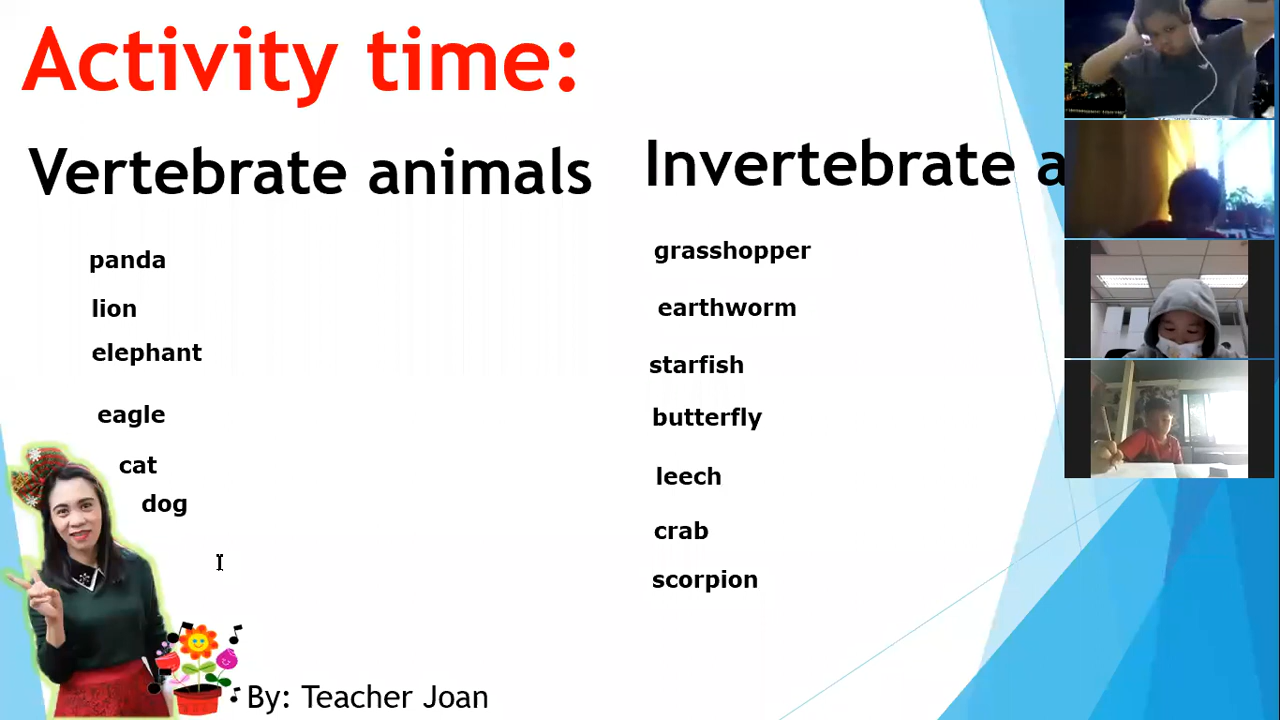 Activity time:
Vertebrate animals
panda
lion
elephant
eagle
cat
dog
Invertebrate a
grasshopper
earthworm
starfish
butterfly
leech
crab
scorpion
By: Teacher Joan